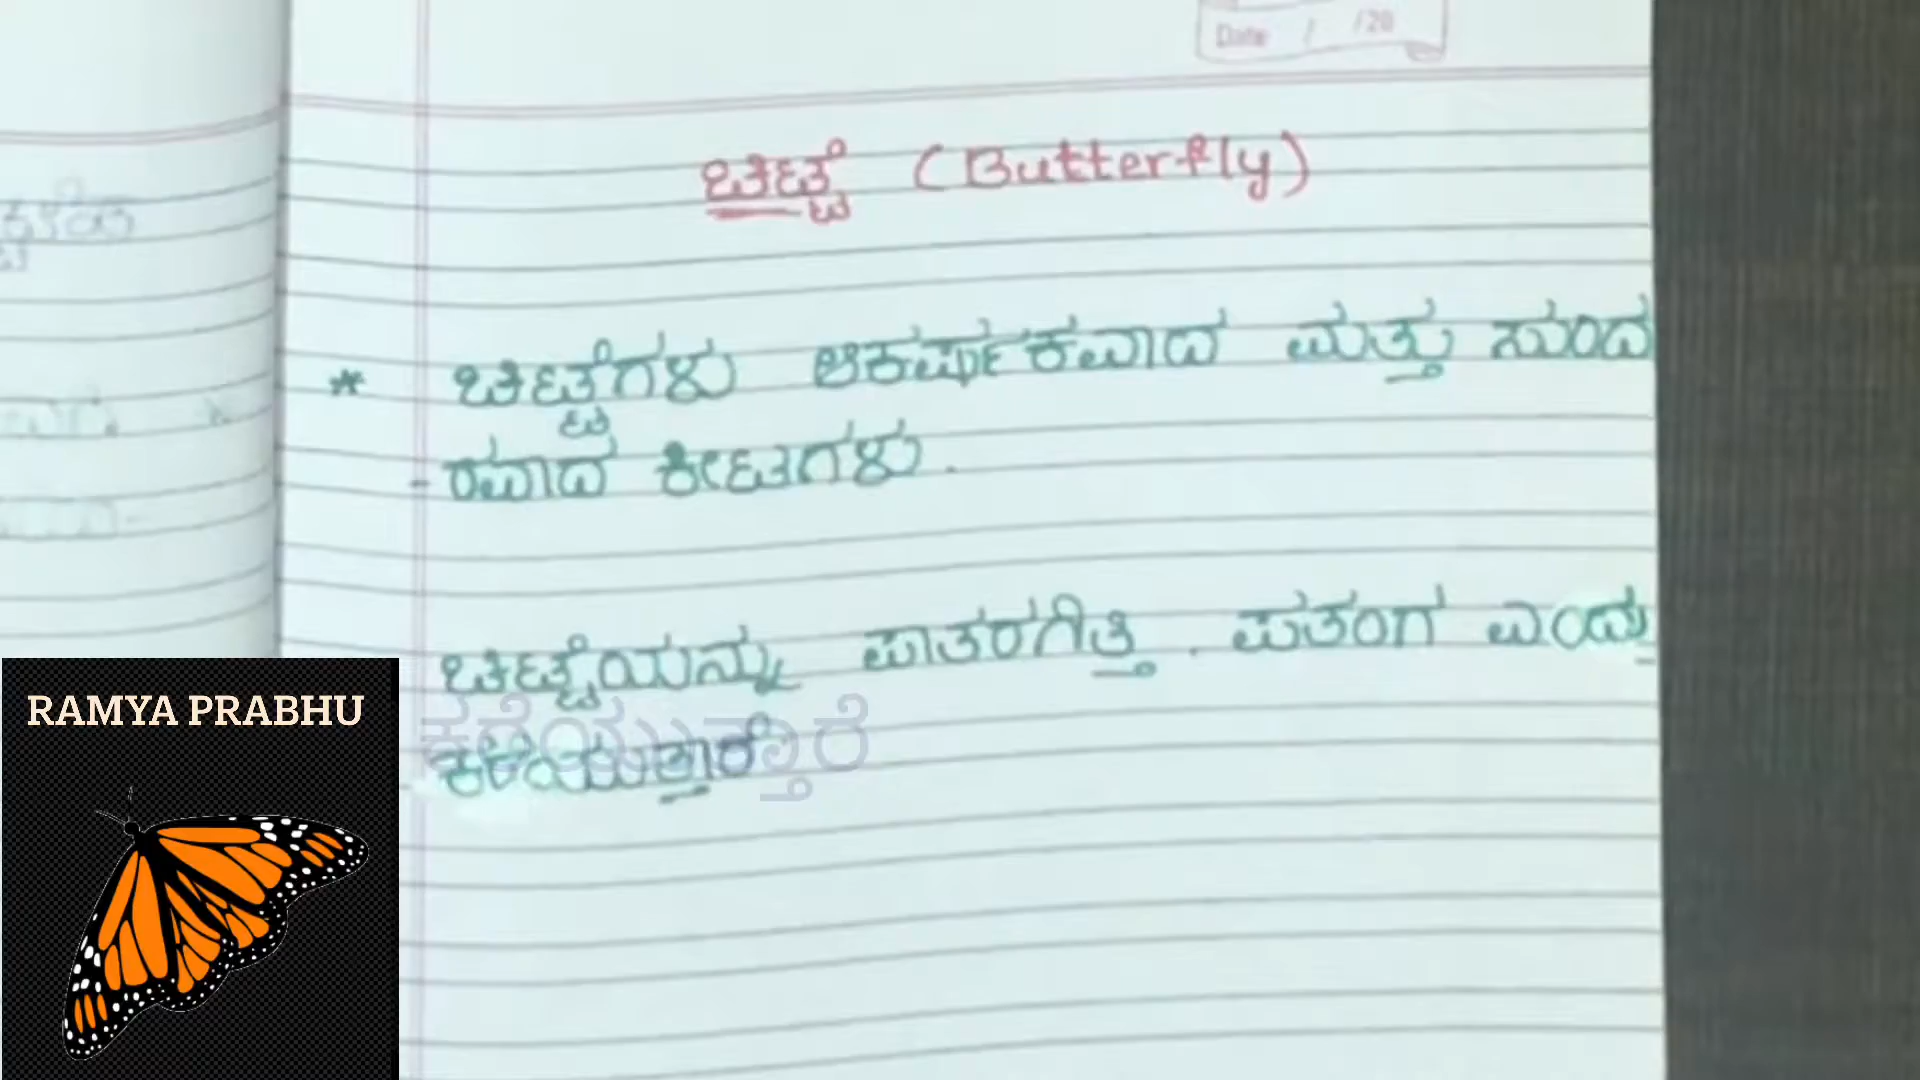 Date / /20
ಚಿಟ್ಟೆ (Butterfly)
* ಚಿಟ್ಟೆಗಳು ಆಕರ್ಷಕವಾದ ಮತ್ತು ಸುಂದ
- ರವಾದ ಕೀಟಗಳು.
ಚಿಟ್ಟೆಯನ್ನು ಪಾತರಗಿತ್ತಿ. ಪತಂಗ ಎಂದು
ಕರೆಯುತ್ತಾರೆ
RAMYA PRABHU